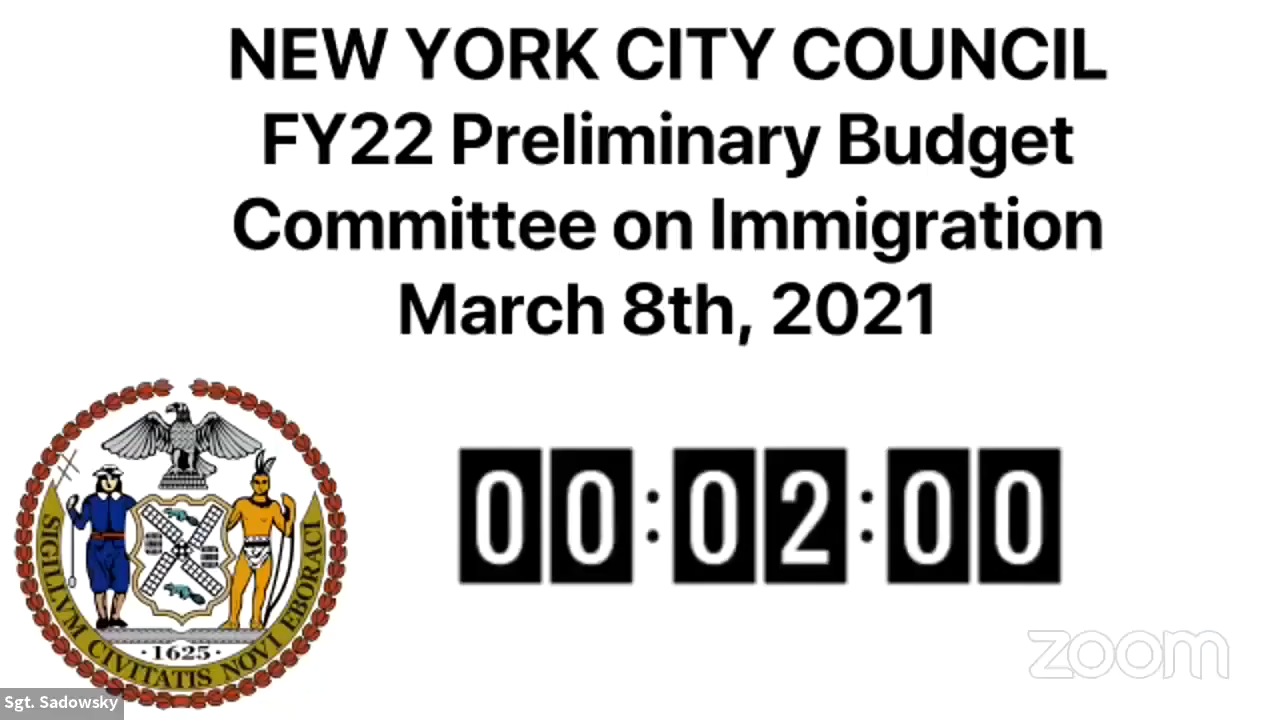 NEW YORK CITY COUNCIL
FY22 Preliminary Budget
Committee on Immigration
March 8th, 2021
00:02:00
SIGILLVM CIVITATIS NOVI EBORACI
·1625·
zoom
Sgt. Sadowsky